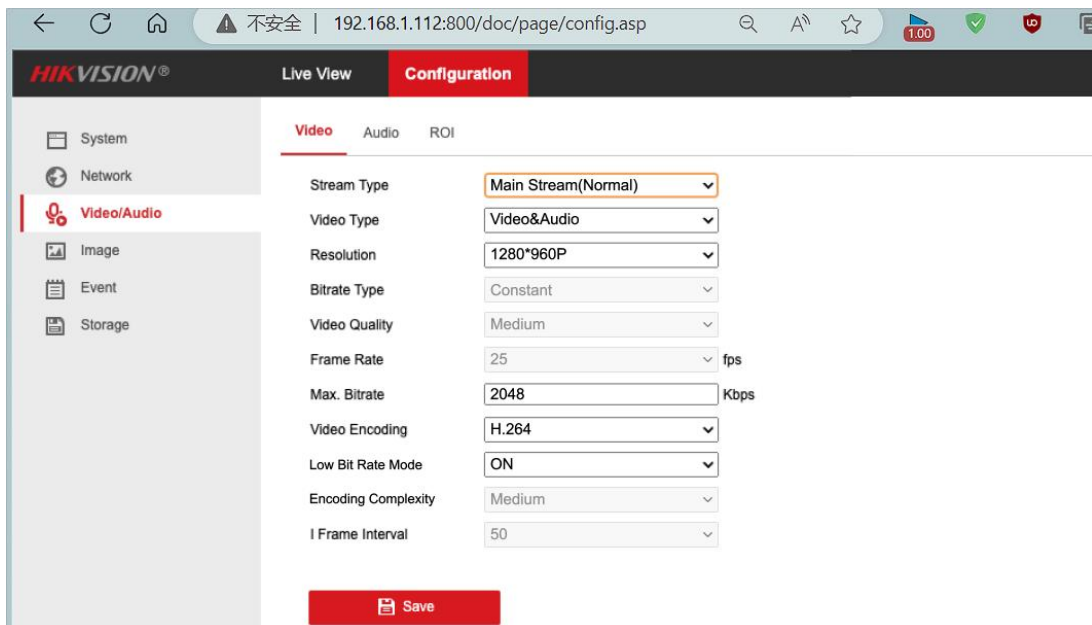 不安全 | 192.168.1.112:800/doc/page/config.asp A 1.00
HIKVISION® Live View Configuration
Video Audio ROI
System
Network
Video/Audio
Image
Event
Storage
Stream Type Main Stream(Normal)
Video Type Video&Audio
Resolution 1280*960P
Bitrate Type Constant
Video Quality Medium
Frame Rate 25 fps
Max. Bitrate 2048 Kbps
Video Encoding H.264
Low Bit Rate Mode ON
Encoding Complexity Medium
I Frame Interval 50
Save